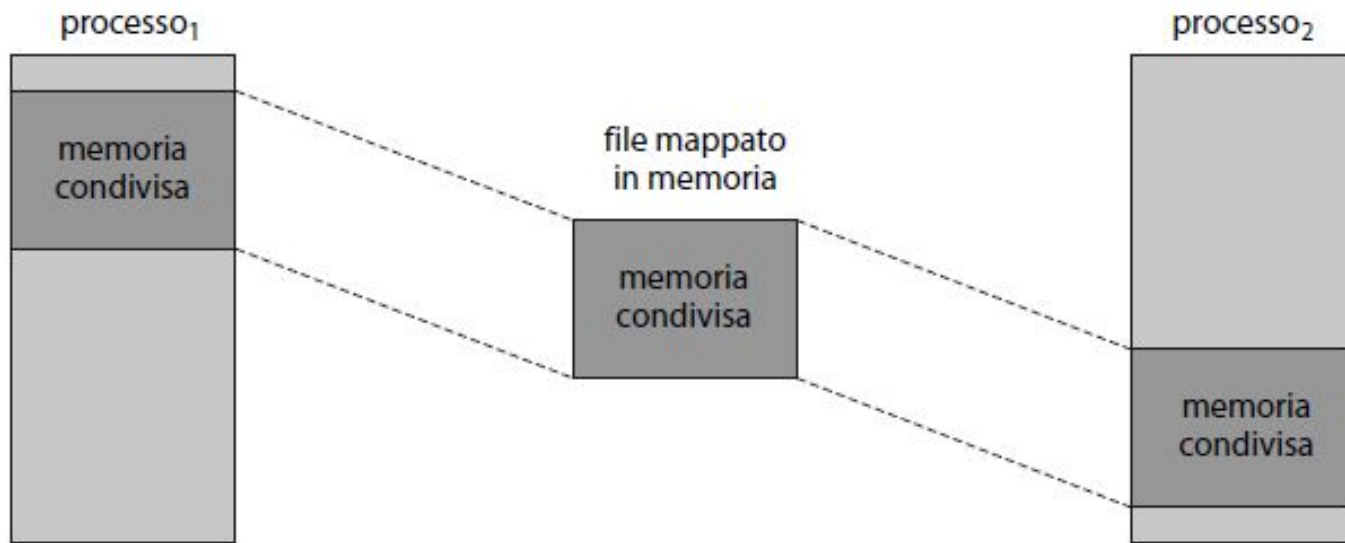 processo₁
processo₂
memoria
condivisa
file mappato
in memoria
memoria
condivisa
memoria
condivisa